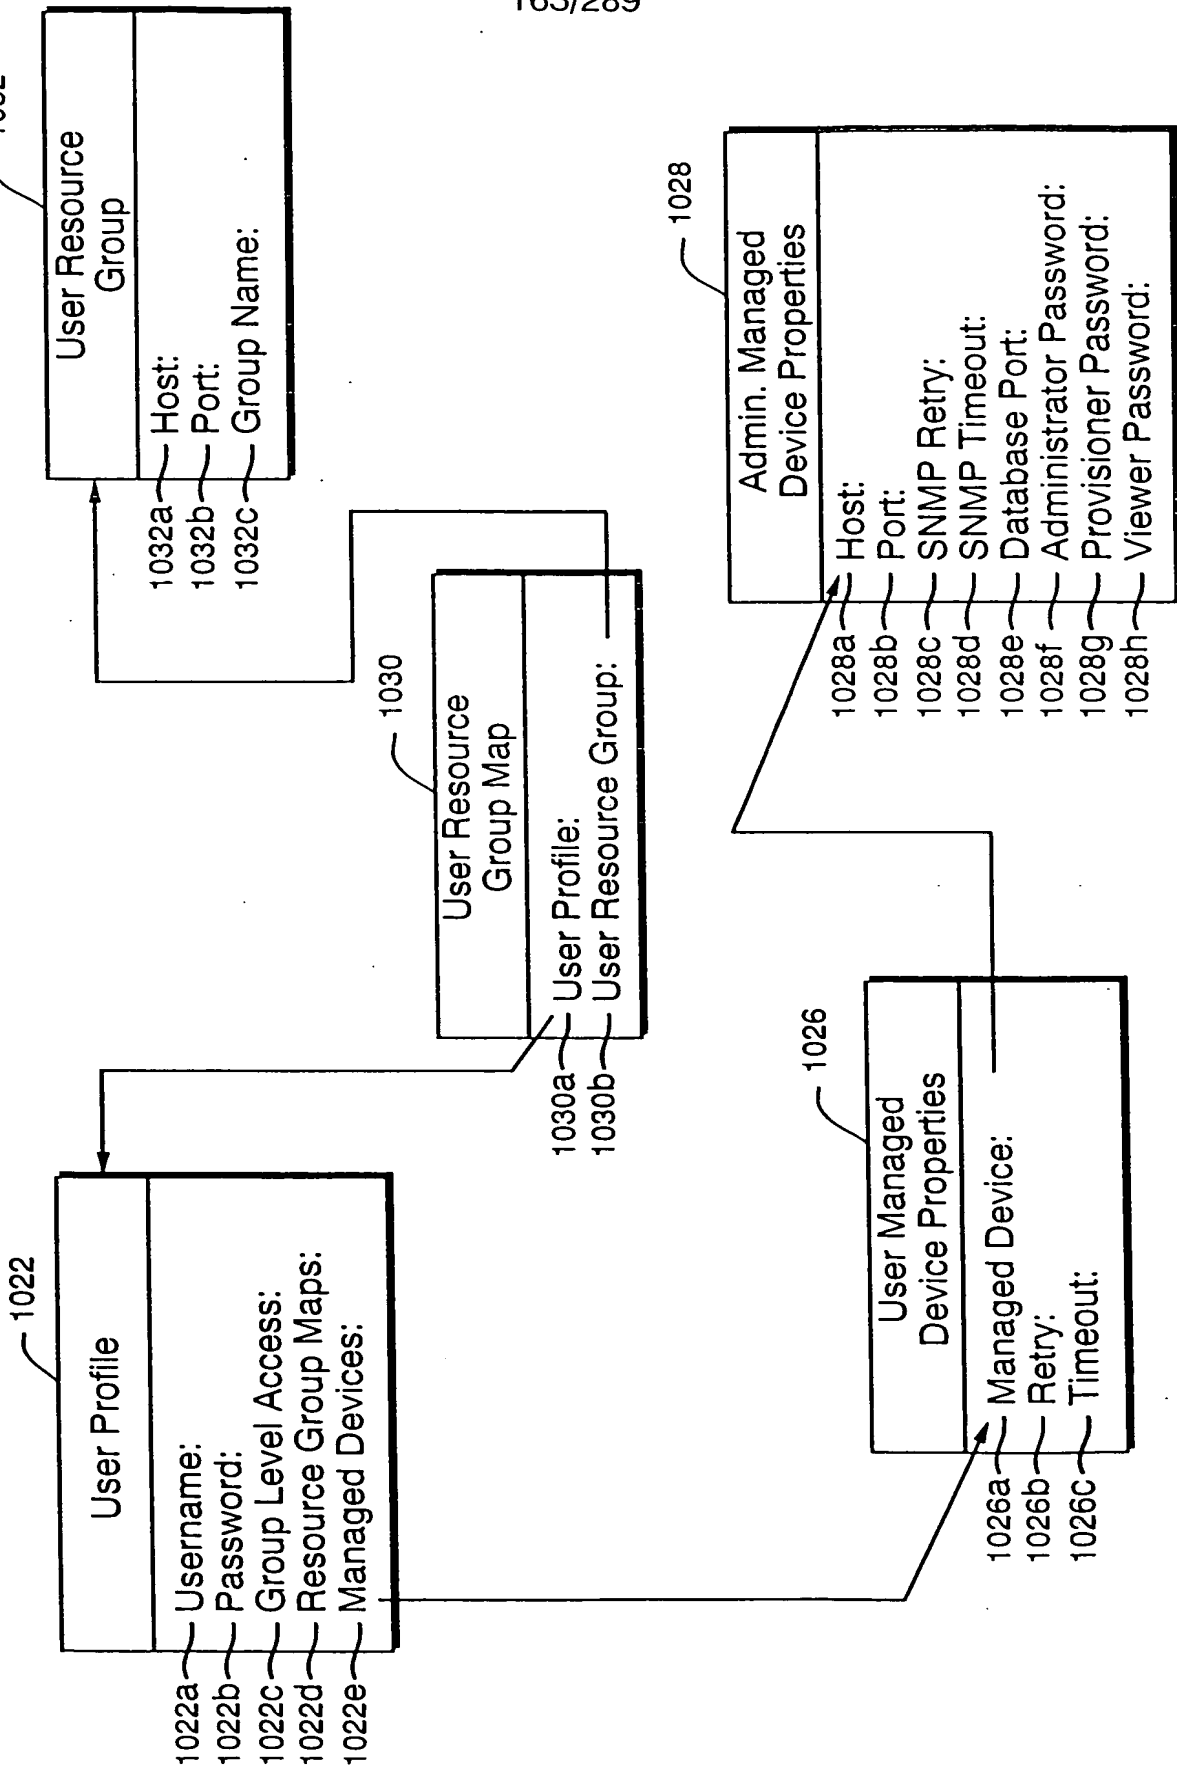 1022
User Profile
1022a Username:
1022b Password:
1022c Group Level Access:
1022d Resource Group Maps:
1022e Managed Devices:
1030
User Resource
Group Map
1030a User Profile:
1030b User Resource Group:
User Resource
Group
1032a Host:
1032b Port:
1032c Group Name:
1026
User Managed
Device Properties
1026a Managed Device:
1026b Retry:
1026c Timeout:
1028
Admin. Managed
Device Properties
1028a Host:
1028b Port:
1028c SNMP Retry:
1028d SNMP Timeout:
1028e Database Port:
1028f Administrator Password:
1028g Provisioner Password:
1028h Viewer Password: